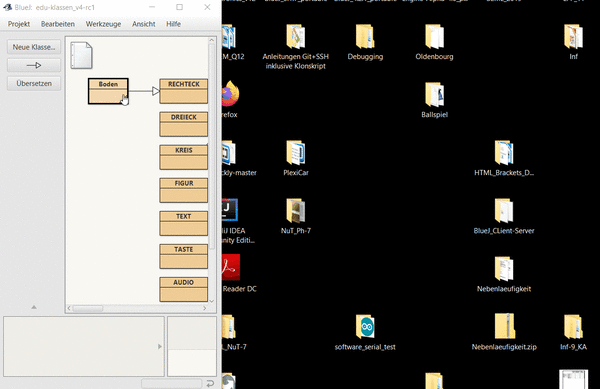 BlueJ: edu-klassen_v4-rc1
Projekt Bearbeiten Werkzeuge Ansicht Hilfe
Neue Klasse...
Übersetzen
Boden
RECHTECK
DREIECK
KREIS
FIGUR
TEXT
TASTE
AUDIO
M_Q12
Anleitungen Git+SSH
inklusive Klonskript
Debugging
Oldenbourg
Inf
refox
Ballspiel
ckly-master
PlexiCar
HTML_Brackets_D...
liJ IDEA
unity Editi...
NuT_Ph-7
BlueJ_CLient-Server
Reader DC
Nebenlaeufigkeit
L_NuT-7
software_serial_test
Nebenlaeufigkeit.zip
Inf-9_KA